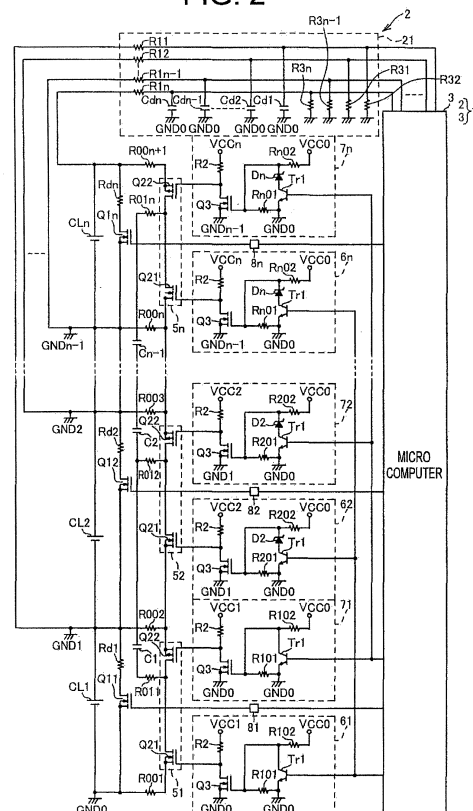 FIG. 2
2
R11
R12
R1n-1
R1n
21
R3n-1
R3n
R31
R32
Cdn
Cdn-1
Cd2
Cd1
GND0 GND0 GND0 GND0
GND0
3
2
3
R00n+1
VCCn
VCC0
7n
R2
Rn02
Dn
Tr1
Q22
Rdn
R01n
Q1n
Q3
Rn01
CLn
GNDn-1
GND0
8n
VCCn
VCC0
6n
R2
Rn02
Dn
Tr1
Q21
5n
Rn01
Q3
R00n
GNDn-1
Cn-1
GNDn-1
GND0
R003
VCC2
VCC0
72
GND2
Q22
R2
R202
D2
Tr1
Rd2
C2
R201
Q12
R012
Q3
GND1
GND0
MICRO
COMPUTER
82
VCC2
VCC0
62
R2
R202
CL2
Q21
D2
Tr1
R201
52
Q3
GND1
GND0
R002
VCC1
VCC0
71
GND1
Q22
R2
R102
Tr1
Rd1
C1
R101
Q11
R011
Q3
GND0
GND0
CL1
81
VCC1
VCC0
61
Q21
R2
R102
Tr1
51
R101
R001
Q3
GND0
GND0
GND0